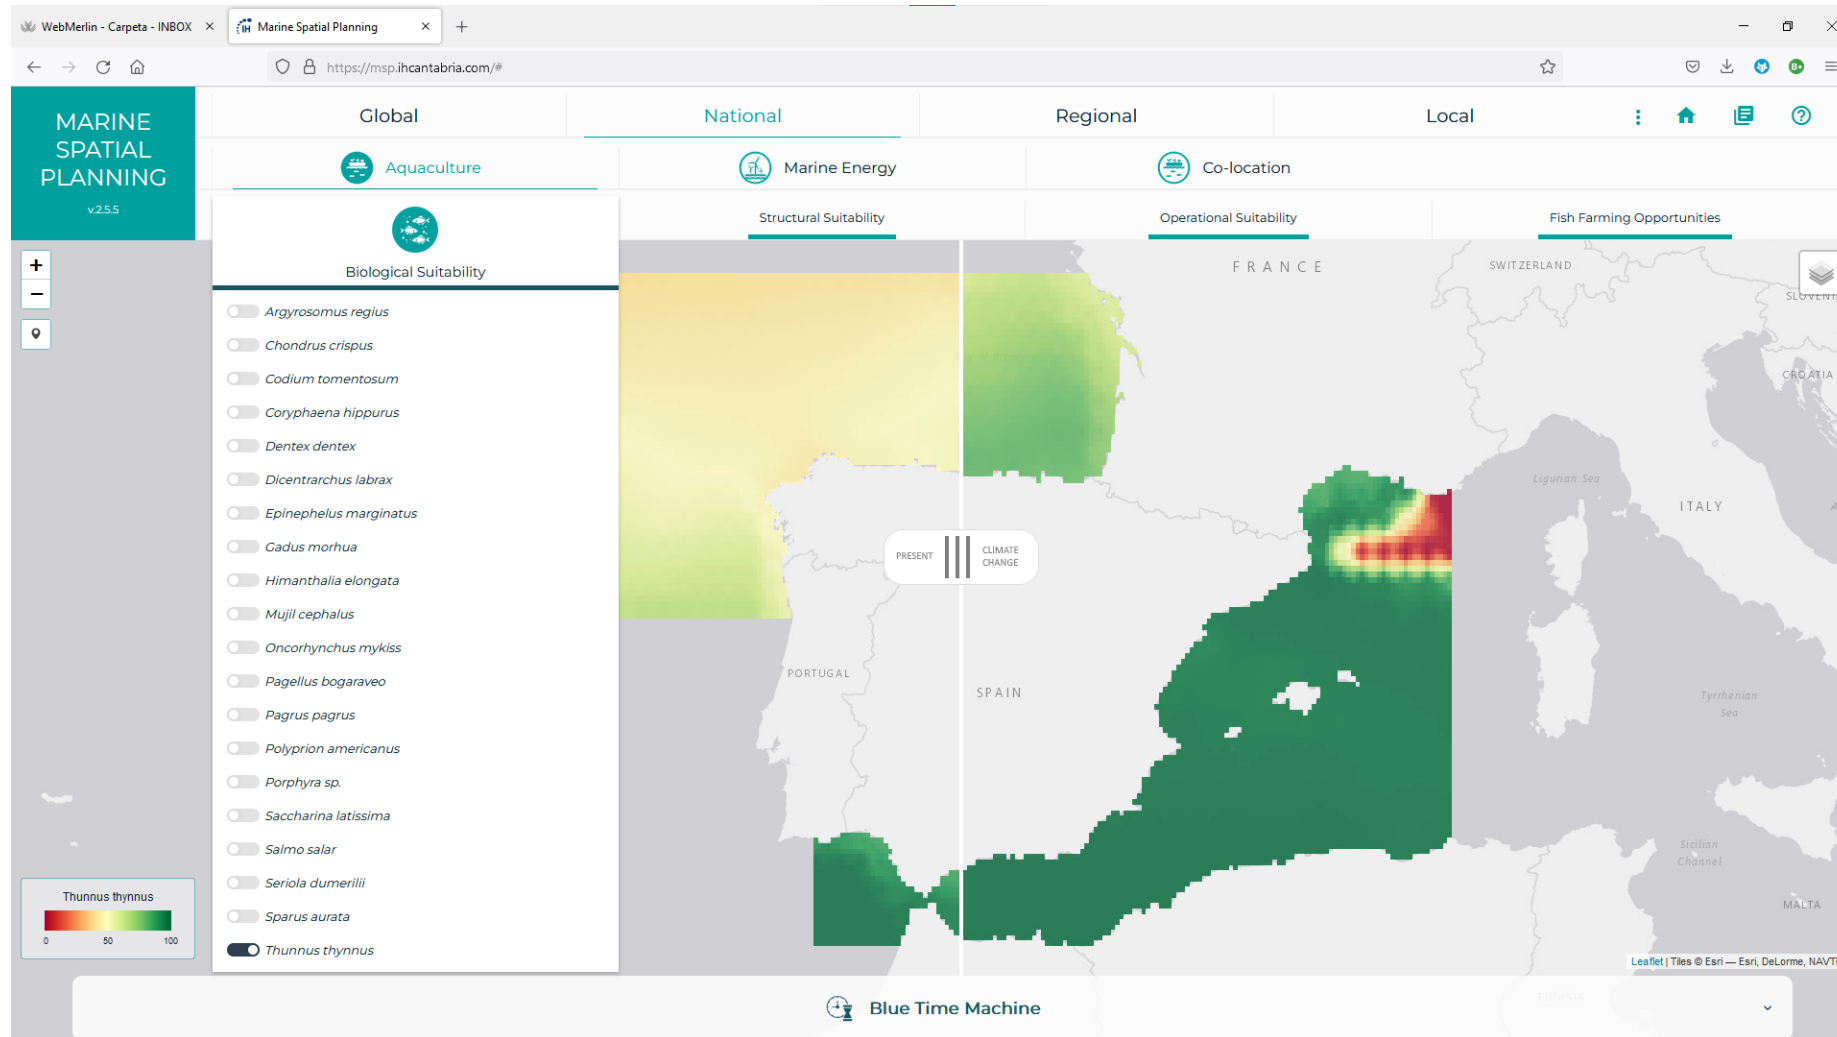 WebMerlin - Carpeta - INBOX
Marine Spatial Planning
https://msp.ihcantabria.com/#
MARINE
SPATIAL
PLANNING
v.2.5.5
Global
National
Regional
Local
Aquaculture
Marine Energy
Co-location
Biological Suitability
Structural Suitability
Operational Suitability
Fish Farming Opportunities
Argyrosomus regius
Chondrus crispus
Codium tomentosum
Coryphaena hippurus
Dentex dentex
Dicentrarchus labrax
Epinephelus marginatus
Gadus morhua
Himanthalia elongata
Mujil cephalus
Oncorhynchus mykiss
Pagellus bogaraveo
Pagrus pagrus
Polyprion americanus
Porphyra sp.
Saccharina latissima
Salmo salar
Seriola dumerilii
Sparus aurata
Thunnus thynnus
+
−
FRANCE
SWITZERLAND
SLOVENI
CROATIA
Ligurian Sea
ITALY
PRESENT
CLIMATE
CHANGE
PORTUGAL
SPAIN
Tyrrhenian
Sea
Sicilian
Channel
MALTA
TUNISIA
Thunnus thynnus
0 50 100
Leaflet | Tiles © Esri — Esri, DeLorme, NAVT
Blue Time Machine